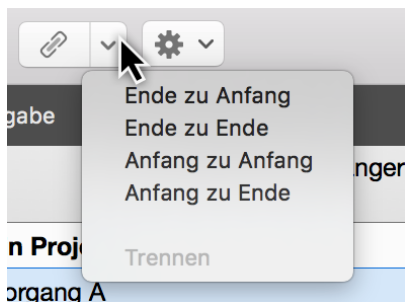 gabe
Ende zu Anfang
Ende zu Ende
Anfang zu Anfang
nger
Anfang zu Ende
n Proj
Trennen
organg A